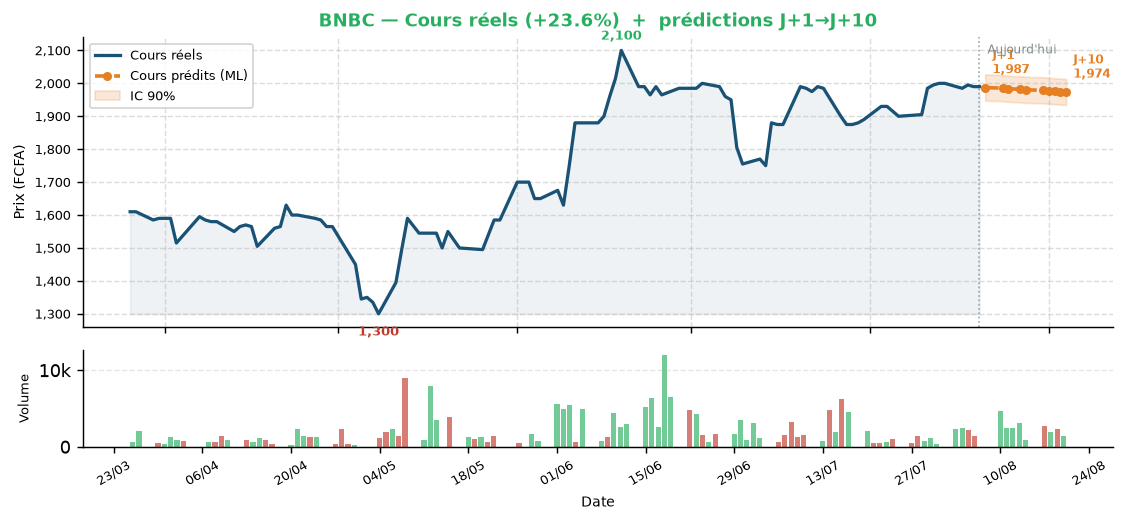 BNBC — Cours réels (+23.6%) + prédictions J+1→J+10
Cours réels
Cours prédits (ML)
IC 90%
2,100
Aujourd'hui
J+1
1,987
J+10
1,974
1,300
Prix (FCFA)
2,100
2,000
1,900
1,800
1,700
1,600
1,500
1,400
1,300
Volume
10k
0
23/03
06/04
20/04
04/05
18/05
01/06
15/06
29/06
13/07
27/07
10/08
24/08
Date